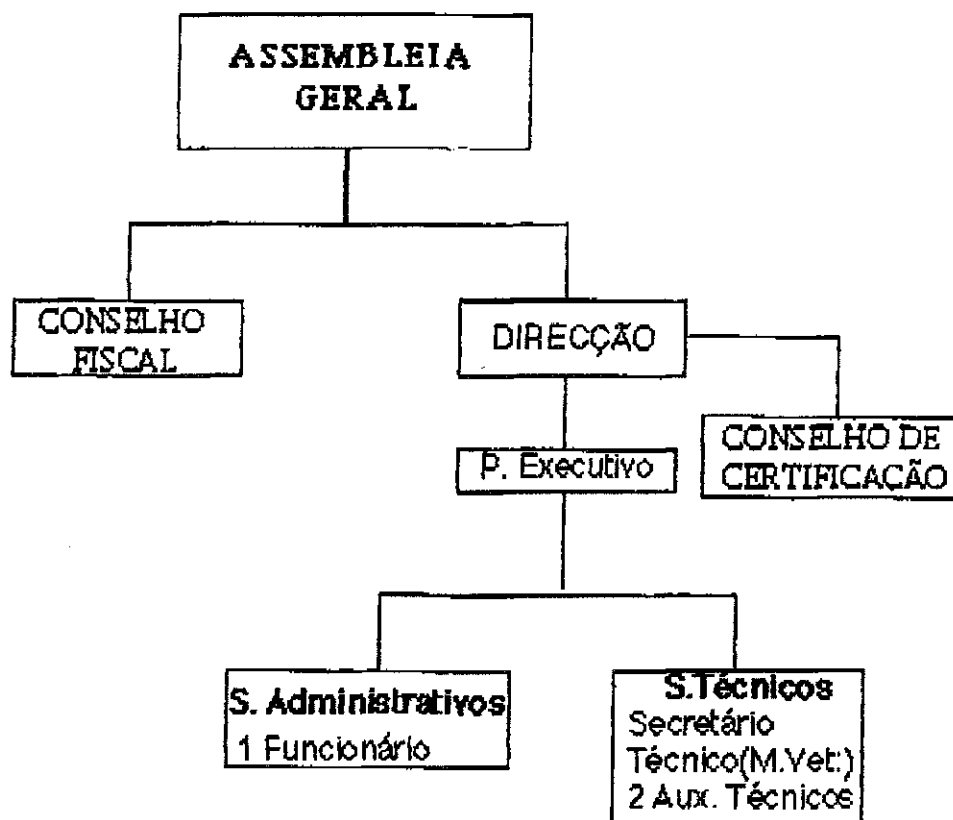 ASSEMBLEIA
GERAL
CONSELHO
FISCAL
DIRECÇÃO
CONSELHO DE
CERTIFICAÇÃO
P. Executivo
S. Administrativos
1 Funcionário
S.Técnicos
Secretário
Técnico(M.Vet:)
2 Aux. Técnicos